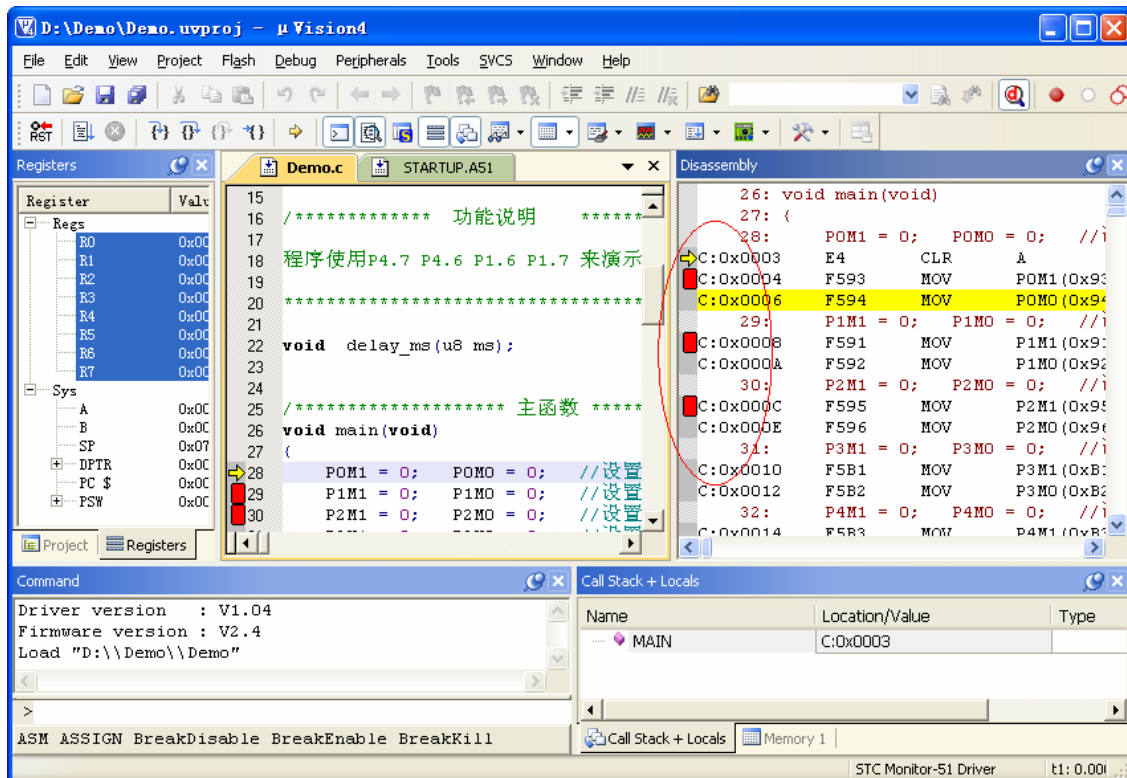 D:\Demo\Demo.uvproj - µVision4
File Edit View Project Flash Debug Peripherals Tools SVCS Window Help
RST
Registers
Register Valu
Regs
R0 0x00
R1 0x00
R2 0x00
R3 0x00
R4 0x00
R5 0x00
R6 0x00
R7 0x00
Sys
A 0x00
B 0x00
SP 0x07
DPTR 0x00
PC $ 0x00
PSW 0x00
Project Registers
Demo.c STARTUP.A51
15
16 /************* 功能说明 ******
17
18 程序使用P4.7 P4.6 P1.6 P1.7 来演示
19
20 ***********************************
21
22 void delay_ms(u8 ms);
23
24
25 /******************** 主函数 *****
26 void main(void)
27 {
28 P0M1 = 0; P0M0 = 0; //设置
29 P1M1 = 0; P1M0 = 0; //设置
30 P2M1 = 0; P2M0 = 0; //设置
Disassembly
26: void main(void)
27: {
28: P0M1 = 0; P0M0 = 0; //
C:0x0003 E4 CLR A
C:0x0004 F593 MOV P0M1(0x93
C:0x0006 F594 MOV P0M0(0x94
29: P1M1 = 0; P1M0 = 0; //
C:0x0008 F591 MOV P1M1(0x91
C:0x000A F592 MOV P1M0(0x92
30: P2M1 = 0; P2M0 = 0; //
C:0x000C F595 MOV P2M1(0x95
C:0x000E F596 MOV P2M0(0x96
31: P3M1 = 0; P3M0 = 0; //
C:0x0010 F5B1 MOV P3M1(0xB1
C:0x0012 F5B2 MOV P3M0(0xB2
32: P4M1 = 0; P4M0 = 0; //
C:0x0014 F5B3 MOV P4M1(0xB3
Command
Driver version : V1.04
Firmware version : V2.4
Load "D:\\Demo\\Demo"
>
ASM ASSIGN BreakDisable BreakEnable BreakKill
Call Stack + Locals
Name Location/Value Type
MAIN C:0x0003
Call Stack + Locals Memory 1
STC Monitor-51 Driver t1: 0.00